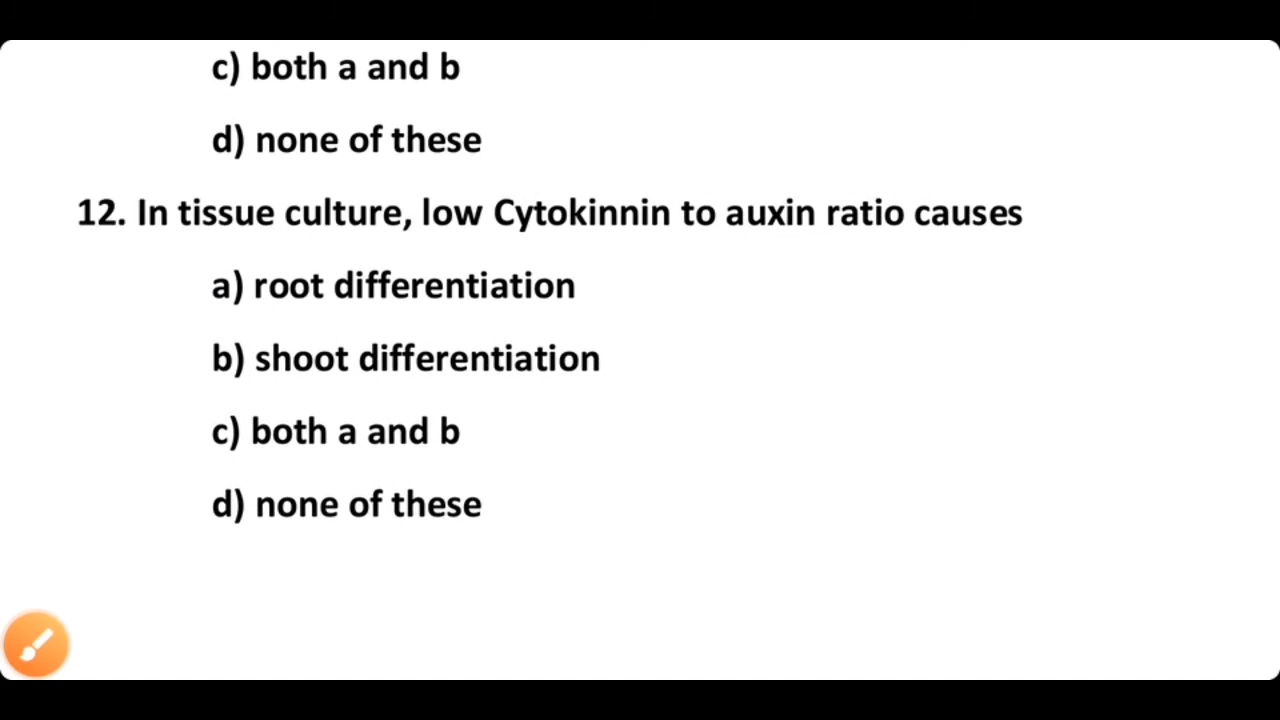 c) both a and b
d) none of these
12. In tissue culture, low Cytokinnin to auxin ratio causes
a) root differentiation
b) shoot differentiation
c) both a and b
d) none of these